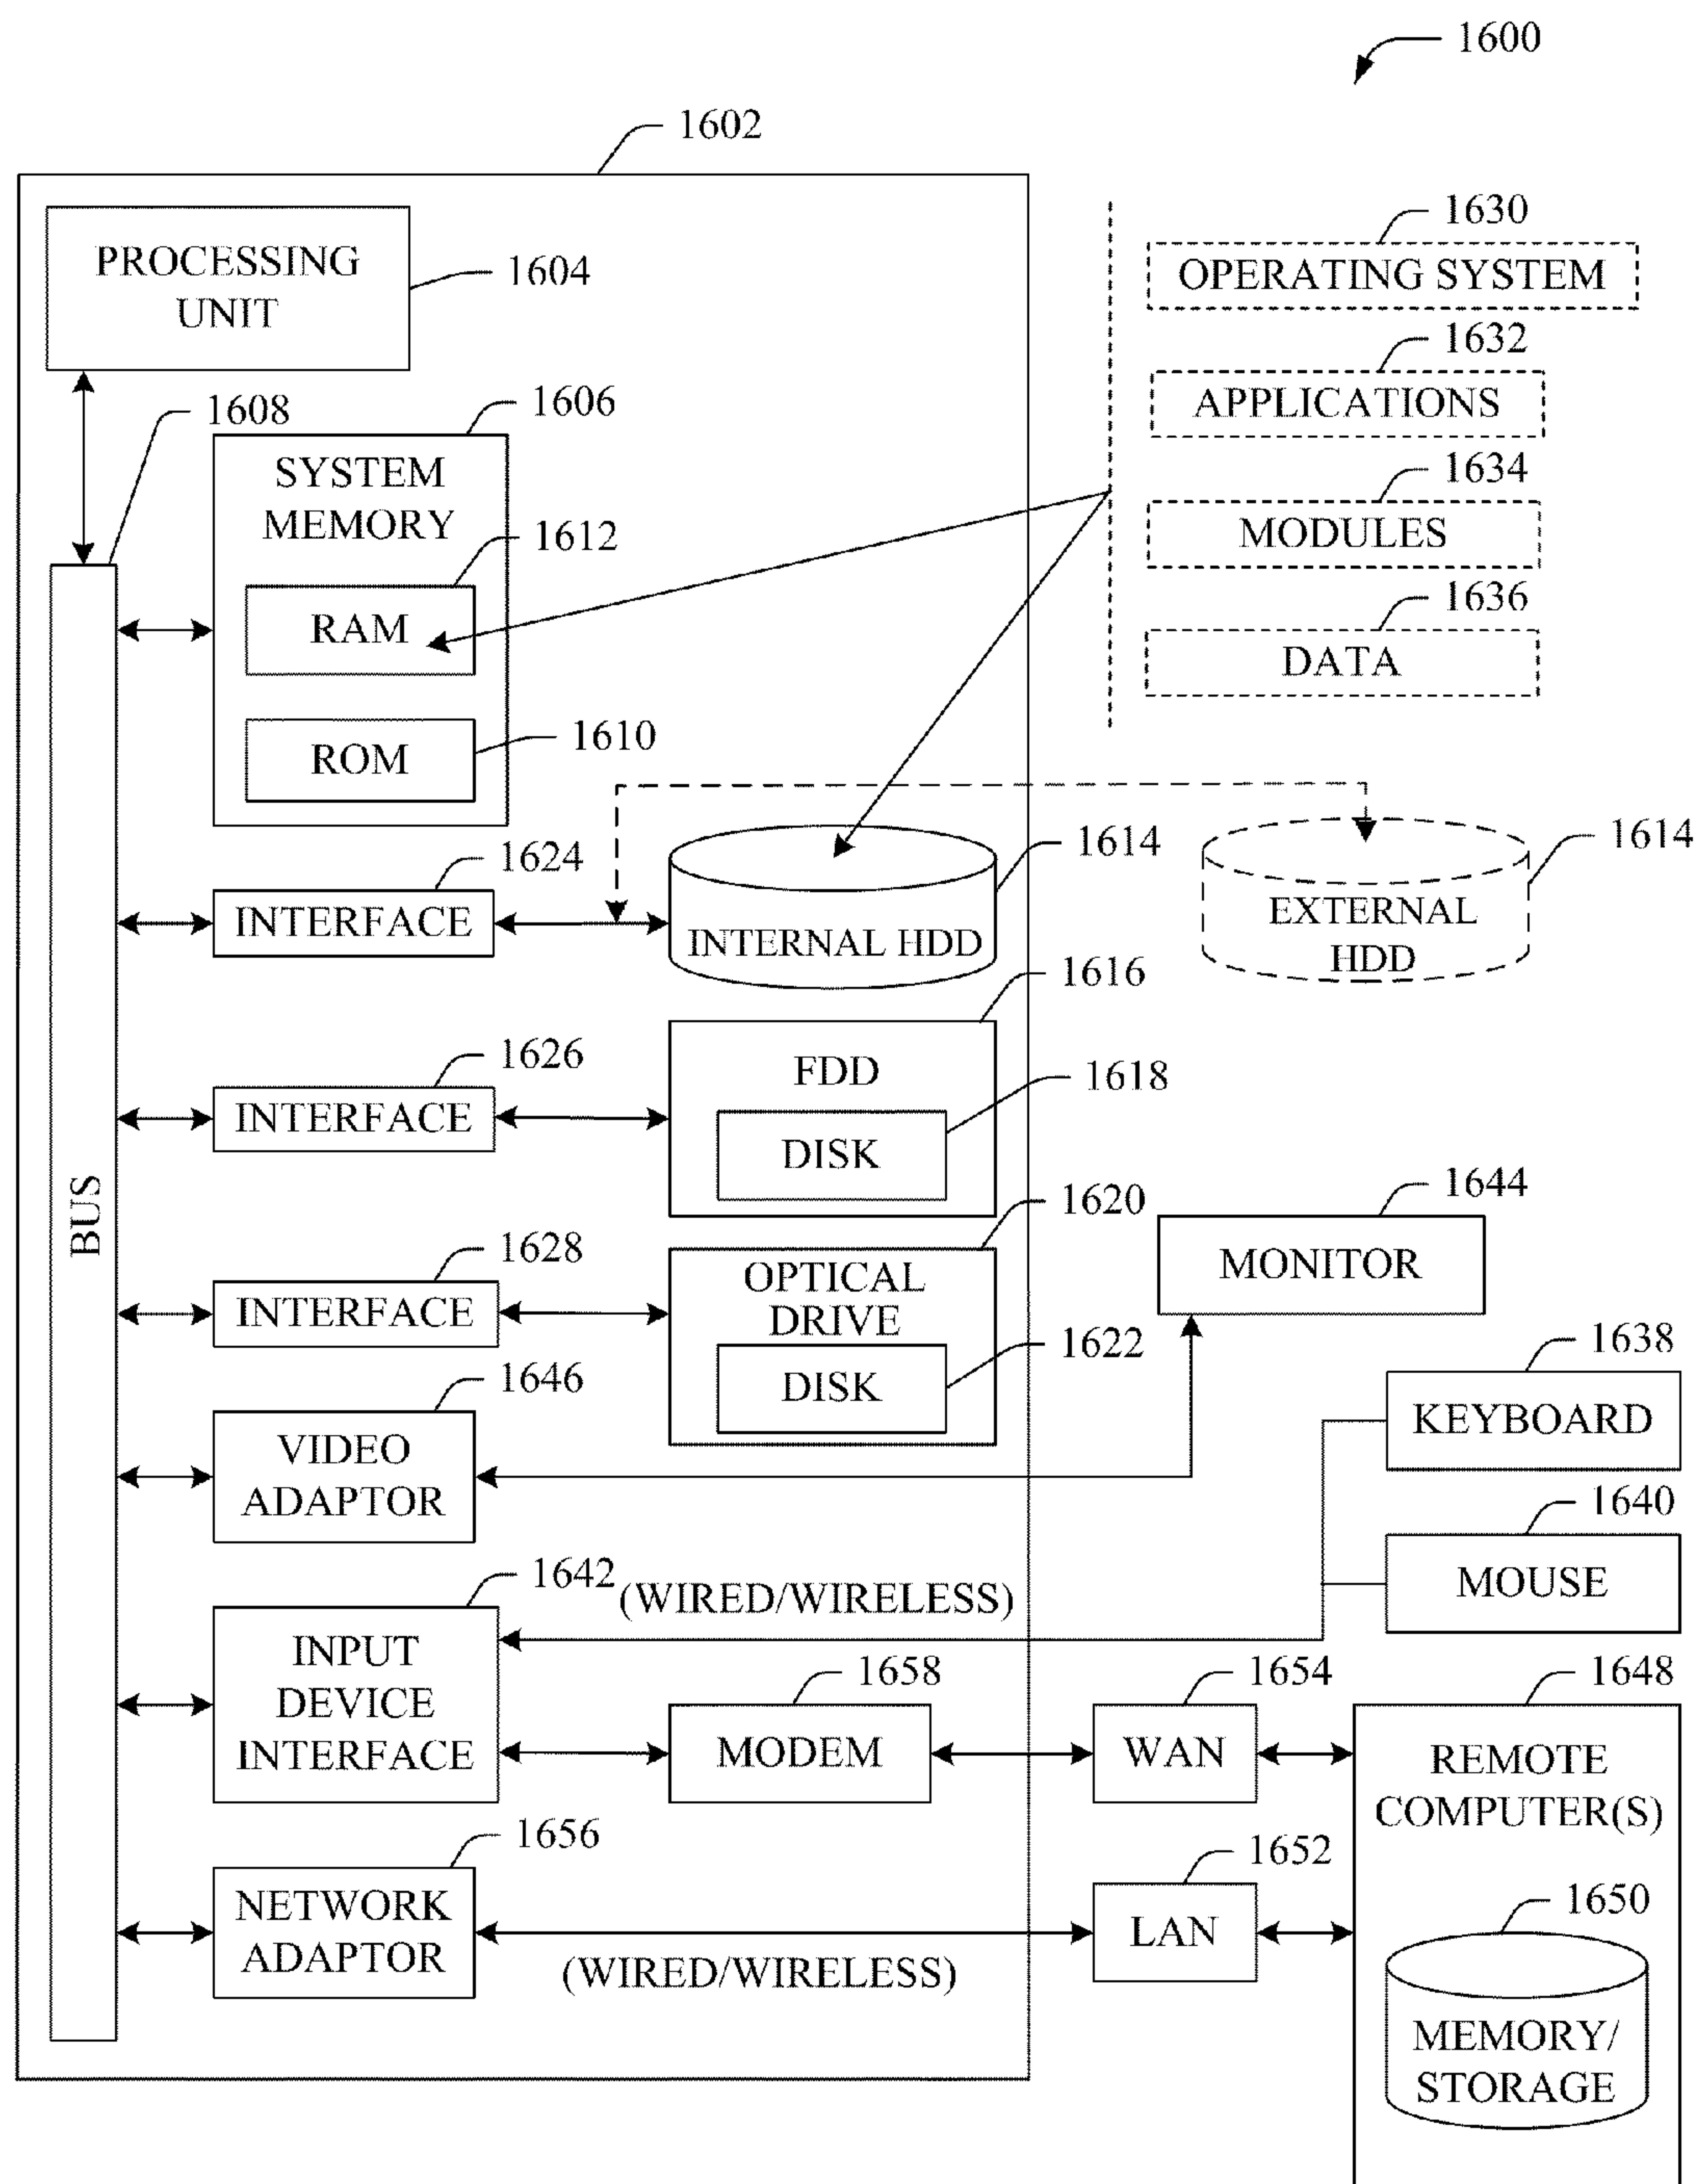 1600
1602
PROCESSING
UNIT
1604
1630
OPERATING SYSTEM
1632
APPLICATIONS
1634
MODULES
1636
DATA
1608
1606
SYSTEM
MEMORY
1612
RAM
1610
ROM
1624
INTERFACE
1614
INTERNAL HDD
1614
EXTERNAL
HDD
1626
INTERFACE
1616
FDD
1618
DISK
BUS
1628
INTERFACE
1620
OPTICAL
DRIVE
1622
DISK
1644
MONITOR
1646
VIDEO
ADAPTOR
1638
KEYBOARD
1640
MOUSE
1642
(WIRED/WIRELESS)
INPUT
DEVICE
INTERFACE
1658
MODEM
1654
WAN
1648
REMOTE
COMPUTER(S)
1656
NETWORK
ADAPTOR
(WIRED/WIRELESS)
1652
LAN
1650
MEMORY/
STORAGE